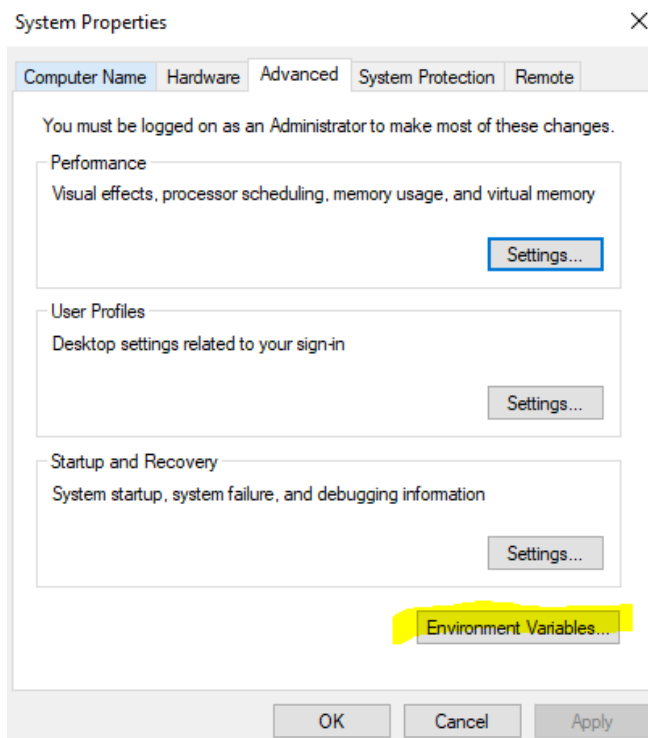 System Properties
Computer Name Hardware Advanced System Protection Remote
You must be logged on as an Administrator to make most of these changes.
Performance
Visual effects, processor scheduling, memory usage, and virtual memory
Settings...
User Profiles
Desktop settings related to your sign-in
Settings...
Startup and Recovery
System startup, system failure, and debugging information
Settings...
Environment Variables...
OK Cancel Apply